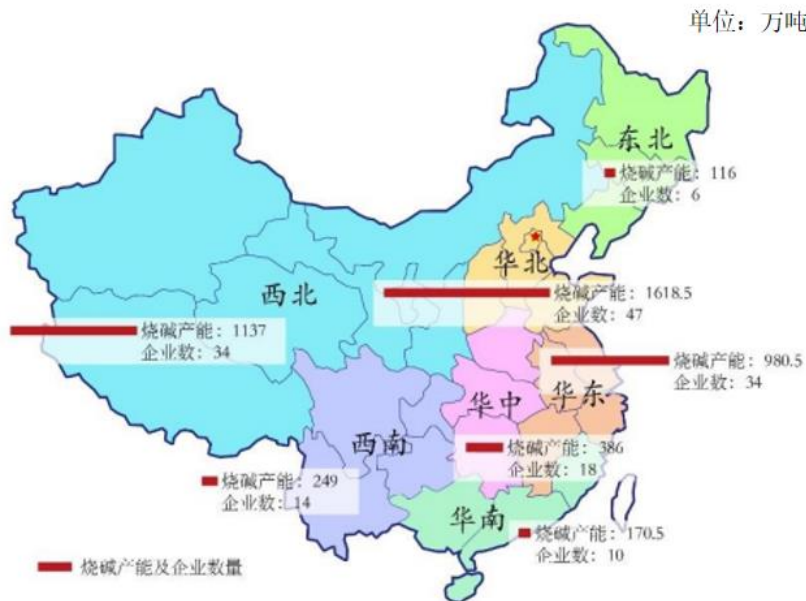 单位：万吨
东北
烧碱产能：116
企业数：6
华北
烧碱产能：1618.5
企业数：47
西北
烧碱产能：1137
企业数：34
烧碱产能：980.5
企业数：34
华东
华中
西南
烧碱产能：386
企业数：18
烧碱产能：249
企业数：14
华南
烧碱产能：170.5
企业数：10
烧碱产能及企业数量